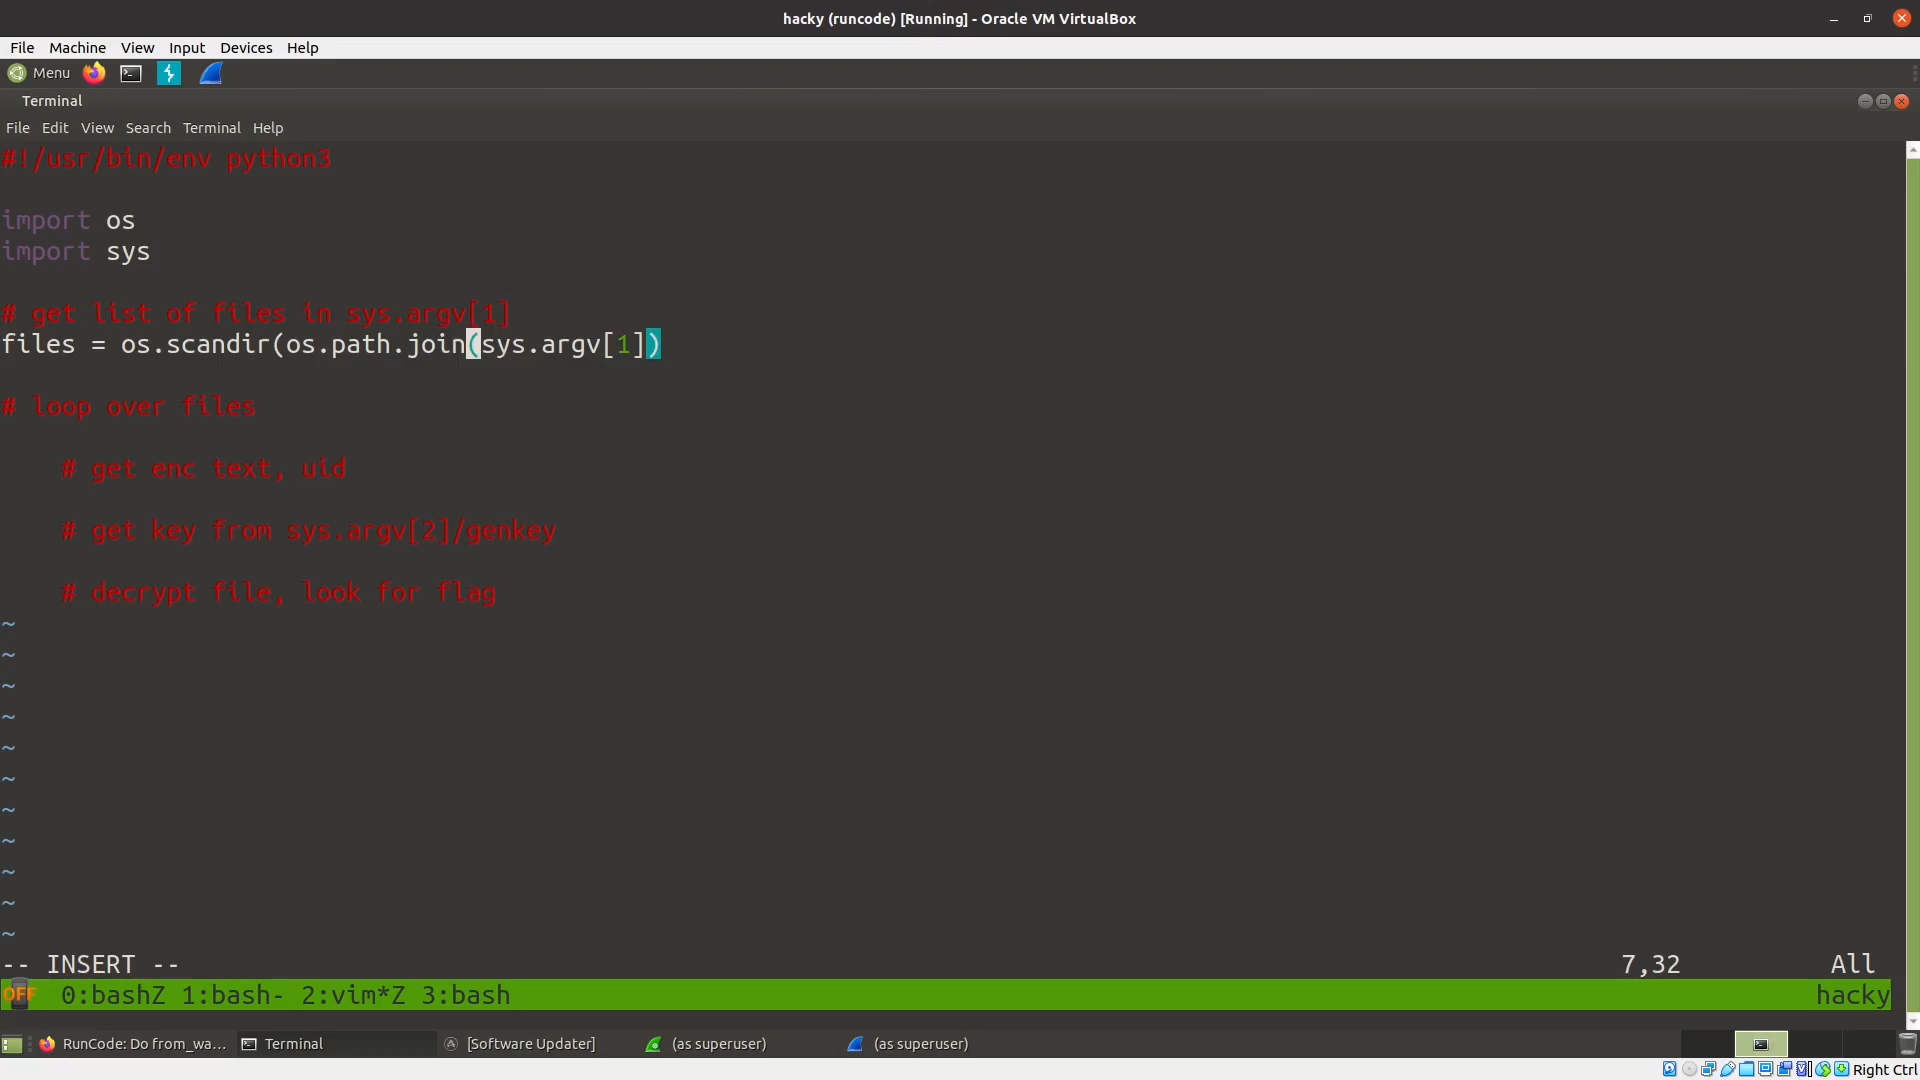 hacky (runcode) [Running] - Oracle VM VirtualBox
File Machine View Input Devices Help
Menu
Terminal
File Edit View Search Terminal Help
#!/usr/bin/env python3
import os
import sys
# get list of files in sys.argv[1]
files = os.scandir(os.path.join(sys.argv[1])
# loop over files
# get enc text, uid
# get key from sys.argv[2]/genkey
# decrypt file, look for flag
~
~
~
~
~
~
~
~
~
~
~
-- INSERT -- 7,32 All
OFF 0:bashZ 1:bash- 2:vim*Z 3:bash hacky
RunCode: Do from_wa... Terminal [Software Updater] (as superuser) (as superuser)
Right Ctrl